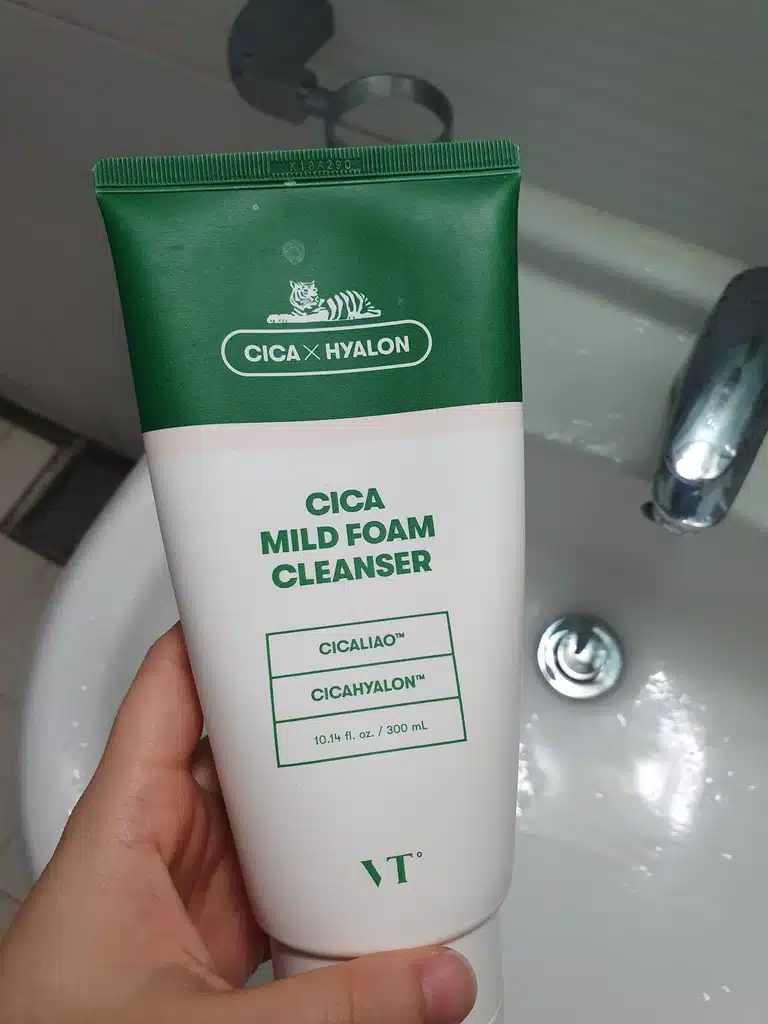 CICA × HYALON
CICA
MILD FOAM
CLEANSER
CICALIAO™
CICAHYALON™
10.14 fl. oz. / 300 mL
VT°